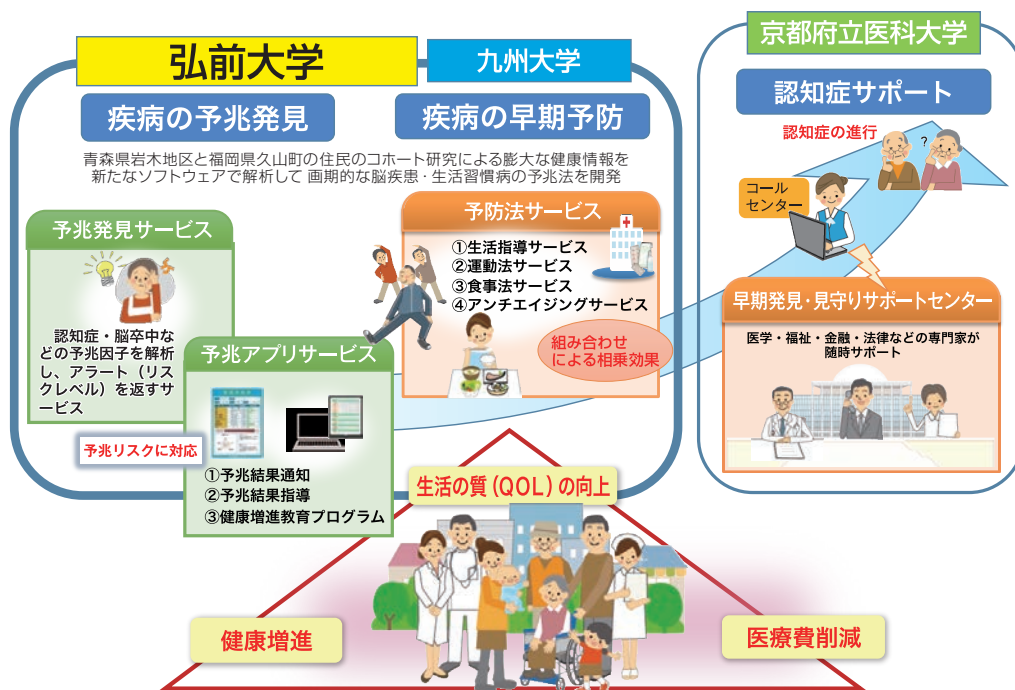 弘前大学
九州大学
疾病の予兆発見
疾病の早期予防
青森県岩木地区と福岡県久山町の住民のコホート研究による膨大な健康情報を
新たなソフトウェアで解析して 画期的な脳疾患・生活習慣病の予兆法を開発
予兆発見サービス
認知症・脳卒中な
どの予兆因子を解析
し、アラート（リス
クレベル）を返すサ
ービス
予兆リスクに対応
予兆アプリサービス
①予兆結果通知
②予兆結果指導
③健康増進教育プログラム
予防法サービス
①生活指導サービス
②運動法サービス
③食事法サービス
④アンチエイジングサービス
組み合わせ
による相乗効果
京都府立医科大学
認知症サポート
認知症の進行
?
コール
センター
早期発見・見守りサポートセンター
医学・福祉・金融・法律などの専門家が
随時サポート
生活の質（QOL）の向上
健康増進
医療費削減